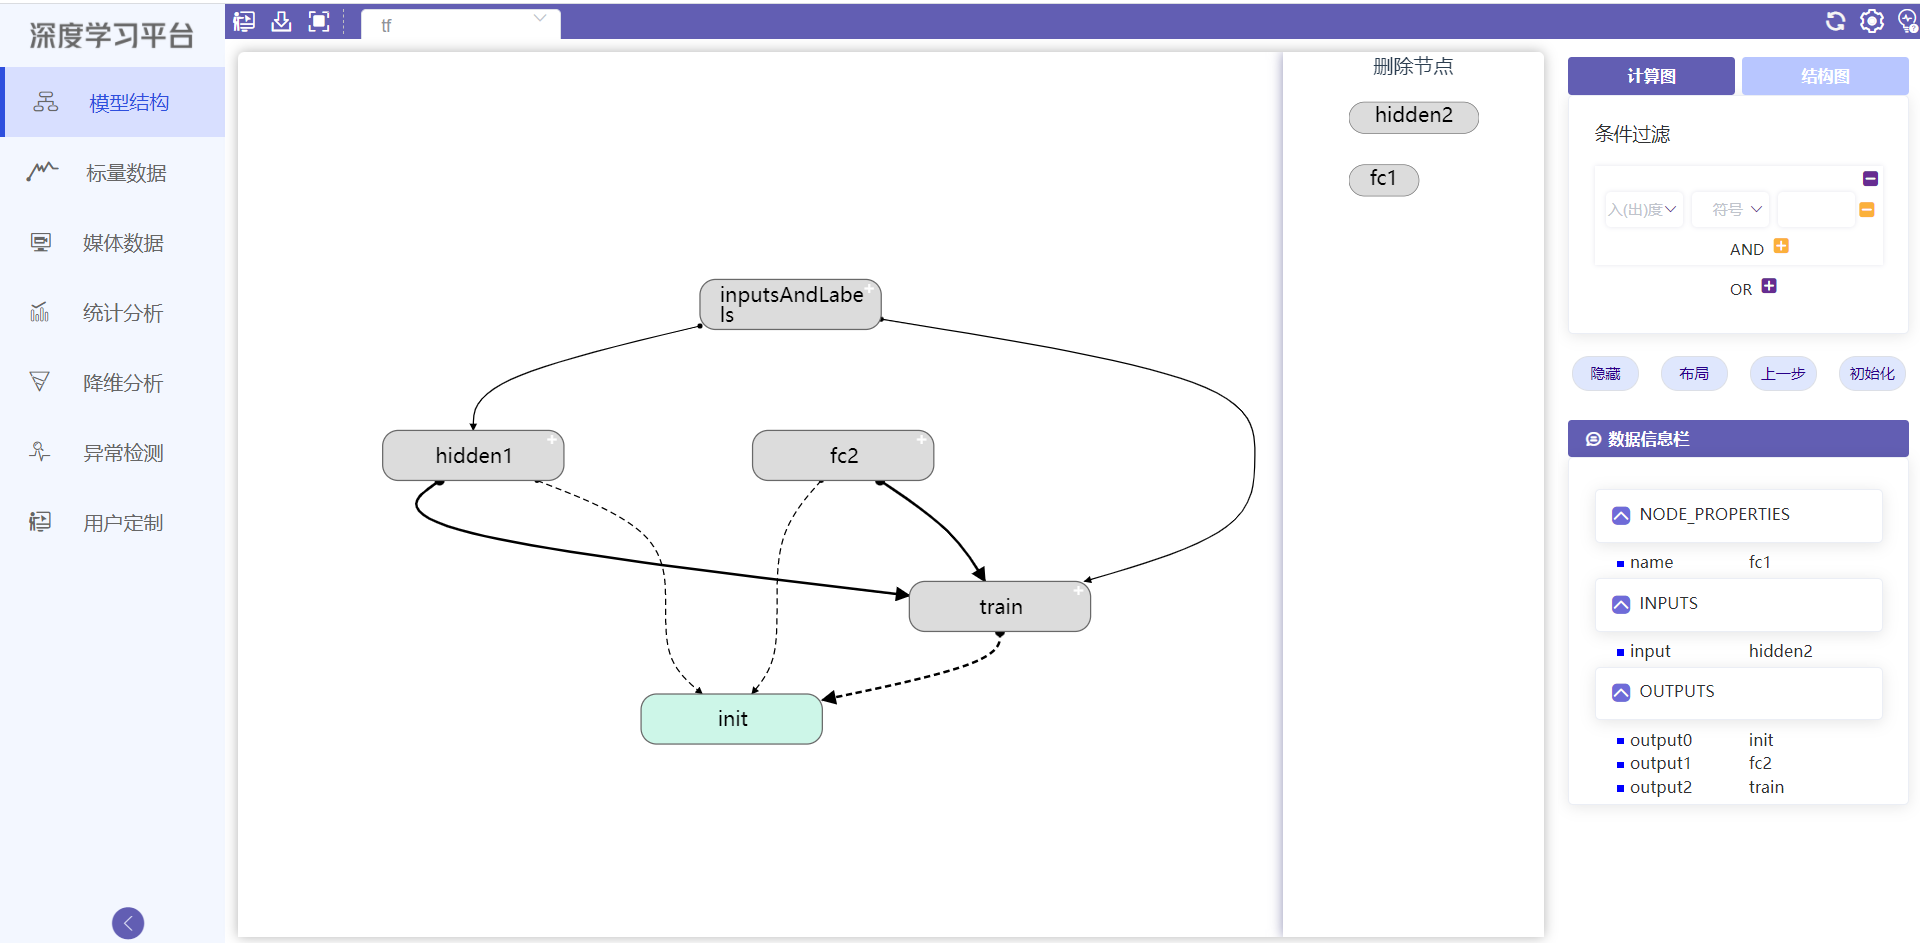 深度学习平台
模型结构
标量数据
媒体数据
统计分析
降维分析
异常检测
用户定制
tf
inputsAndLabe
ls
hidden1
fc2
train
init
删除节点
hidden2
fc1
计算图
结构图
条件过滤
入(出)度
符号
AND
OR
隐藏
布局
上一步
初始化
数据信息栏
NODE_PROPERTIES
name fc1
INPUTS
input hidden2
OUTPUTS
output0 init
output1 fc2
output2 train